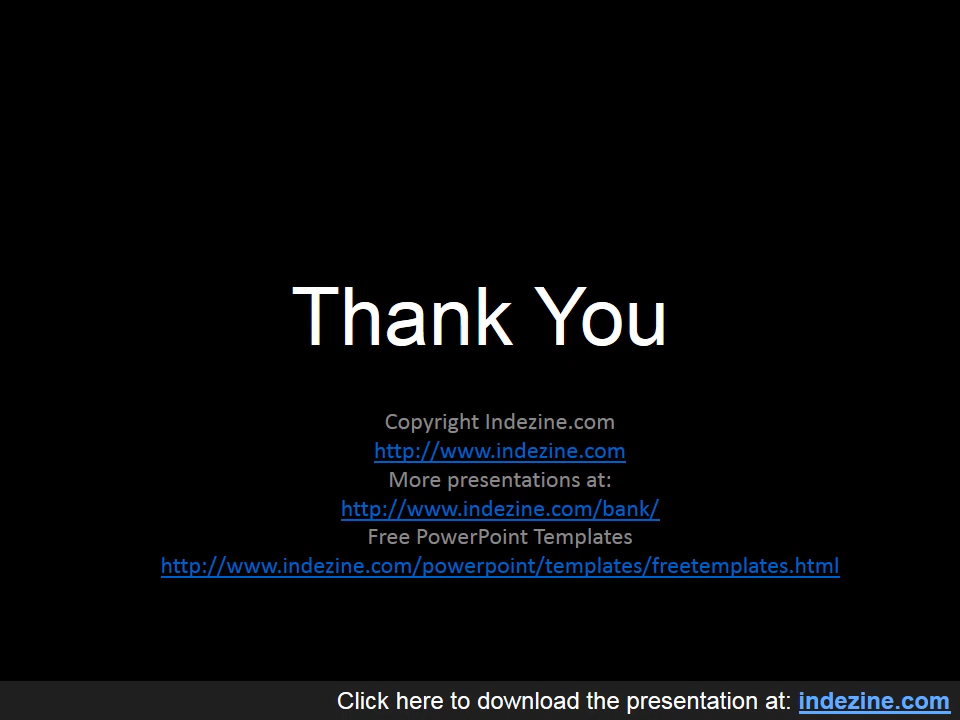 Thank You
Copyright Indezine.com
http://www.indezine.com
More presentations at:
http://www.indezine.com/bank/
Free PowerPoint Templates
http://www.indezine.com/powerpoint/templates/freetemplates.html
Click here to download the presentation at: indezine.com